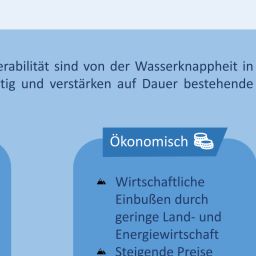 erabilität sind von der Wasserknappheit in
tig und verstärken auf Dauer bestehende
Ökonomisch
Wirtschaftliche
Einbußen durch
geringe Land- und
Energiewirtschaft
Steigende Preise